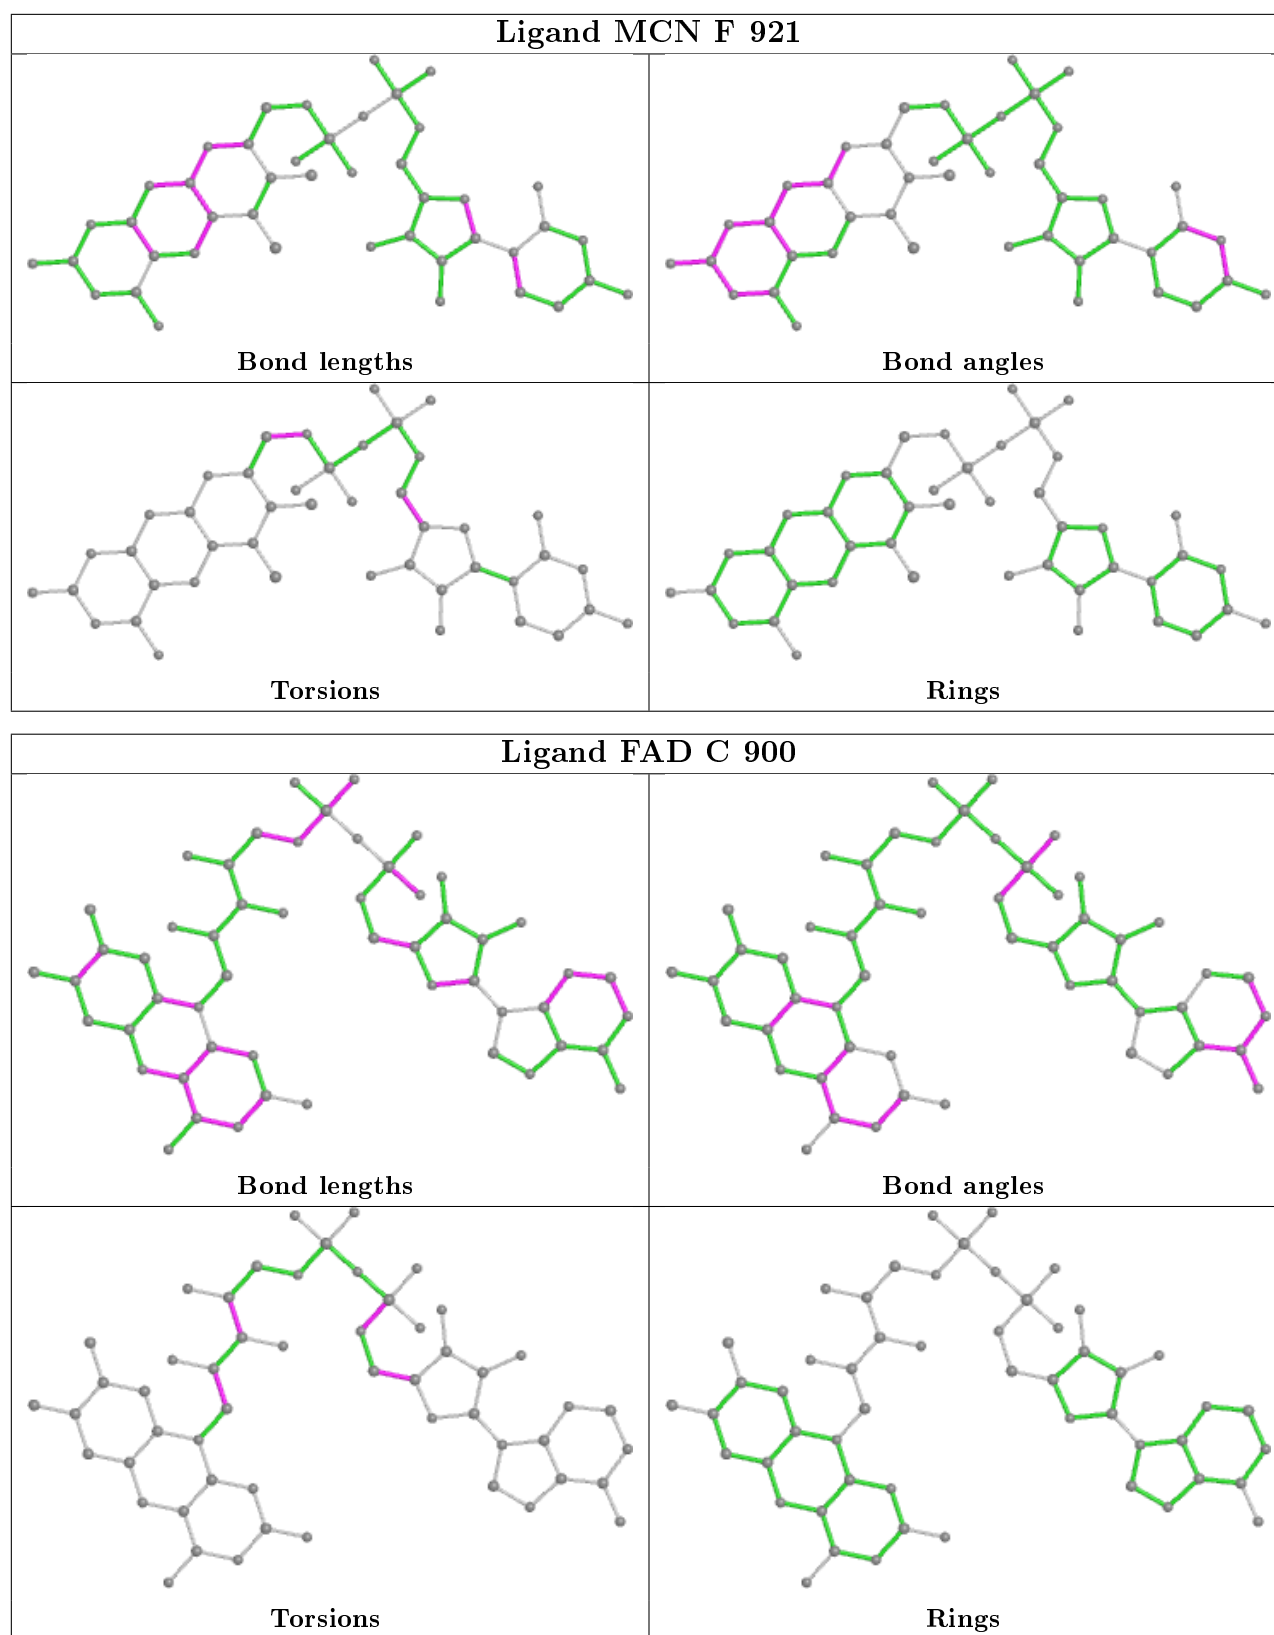 Ligand MCN F 921
Bond lengths
Bond angles
Torsions
Rings
Ligand FAD C 900
Bond lengths
Bond angles
Torsions
Rings